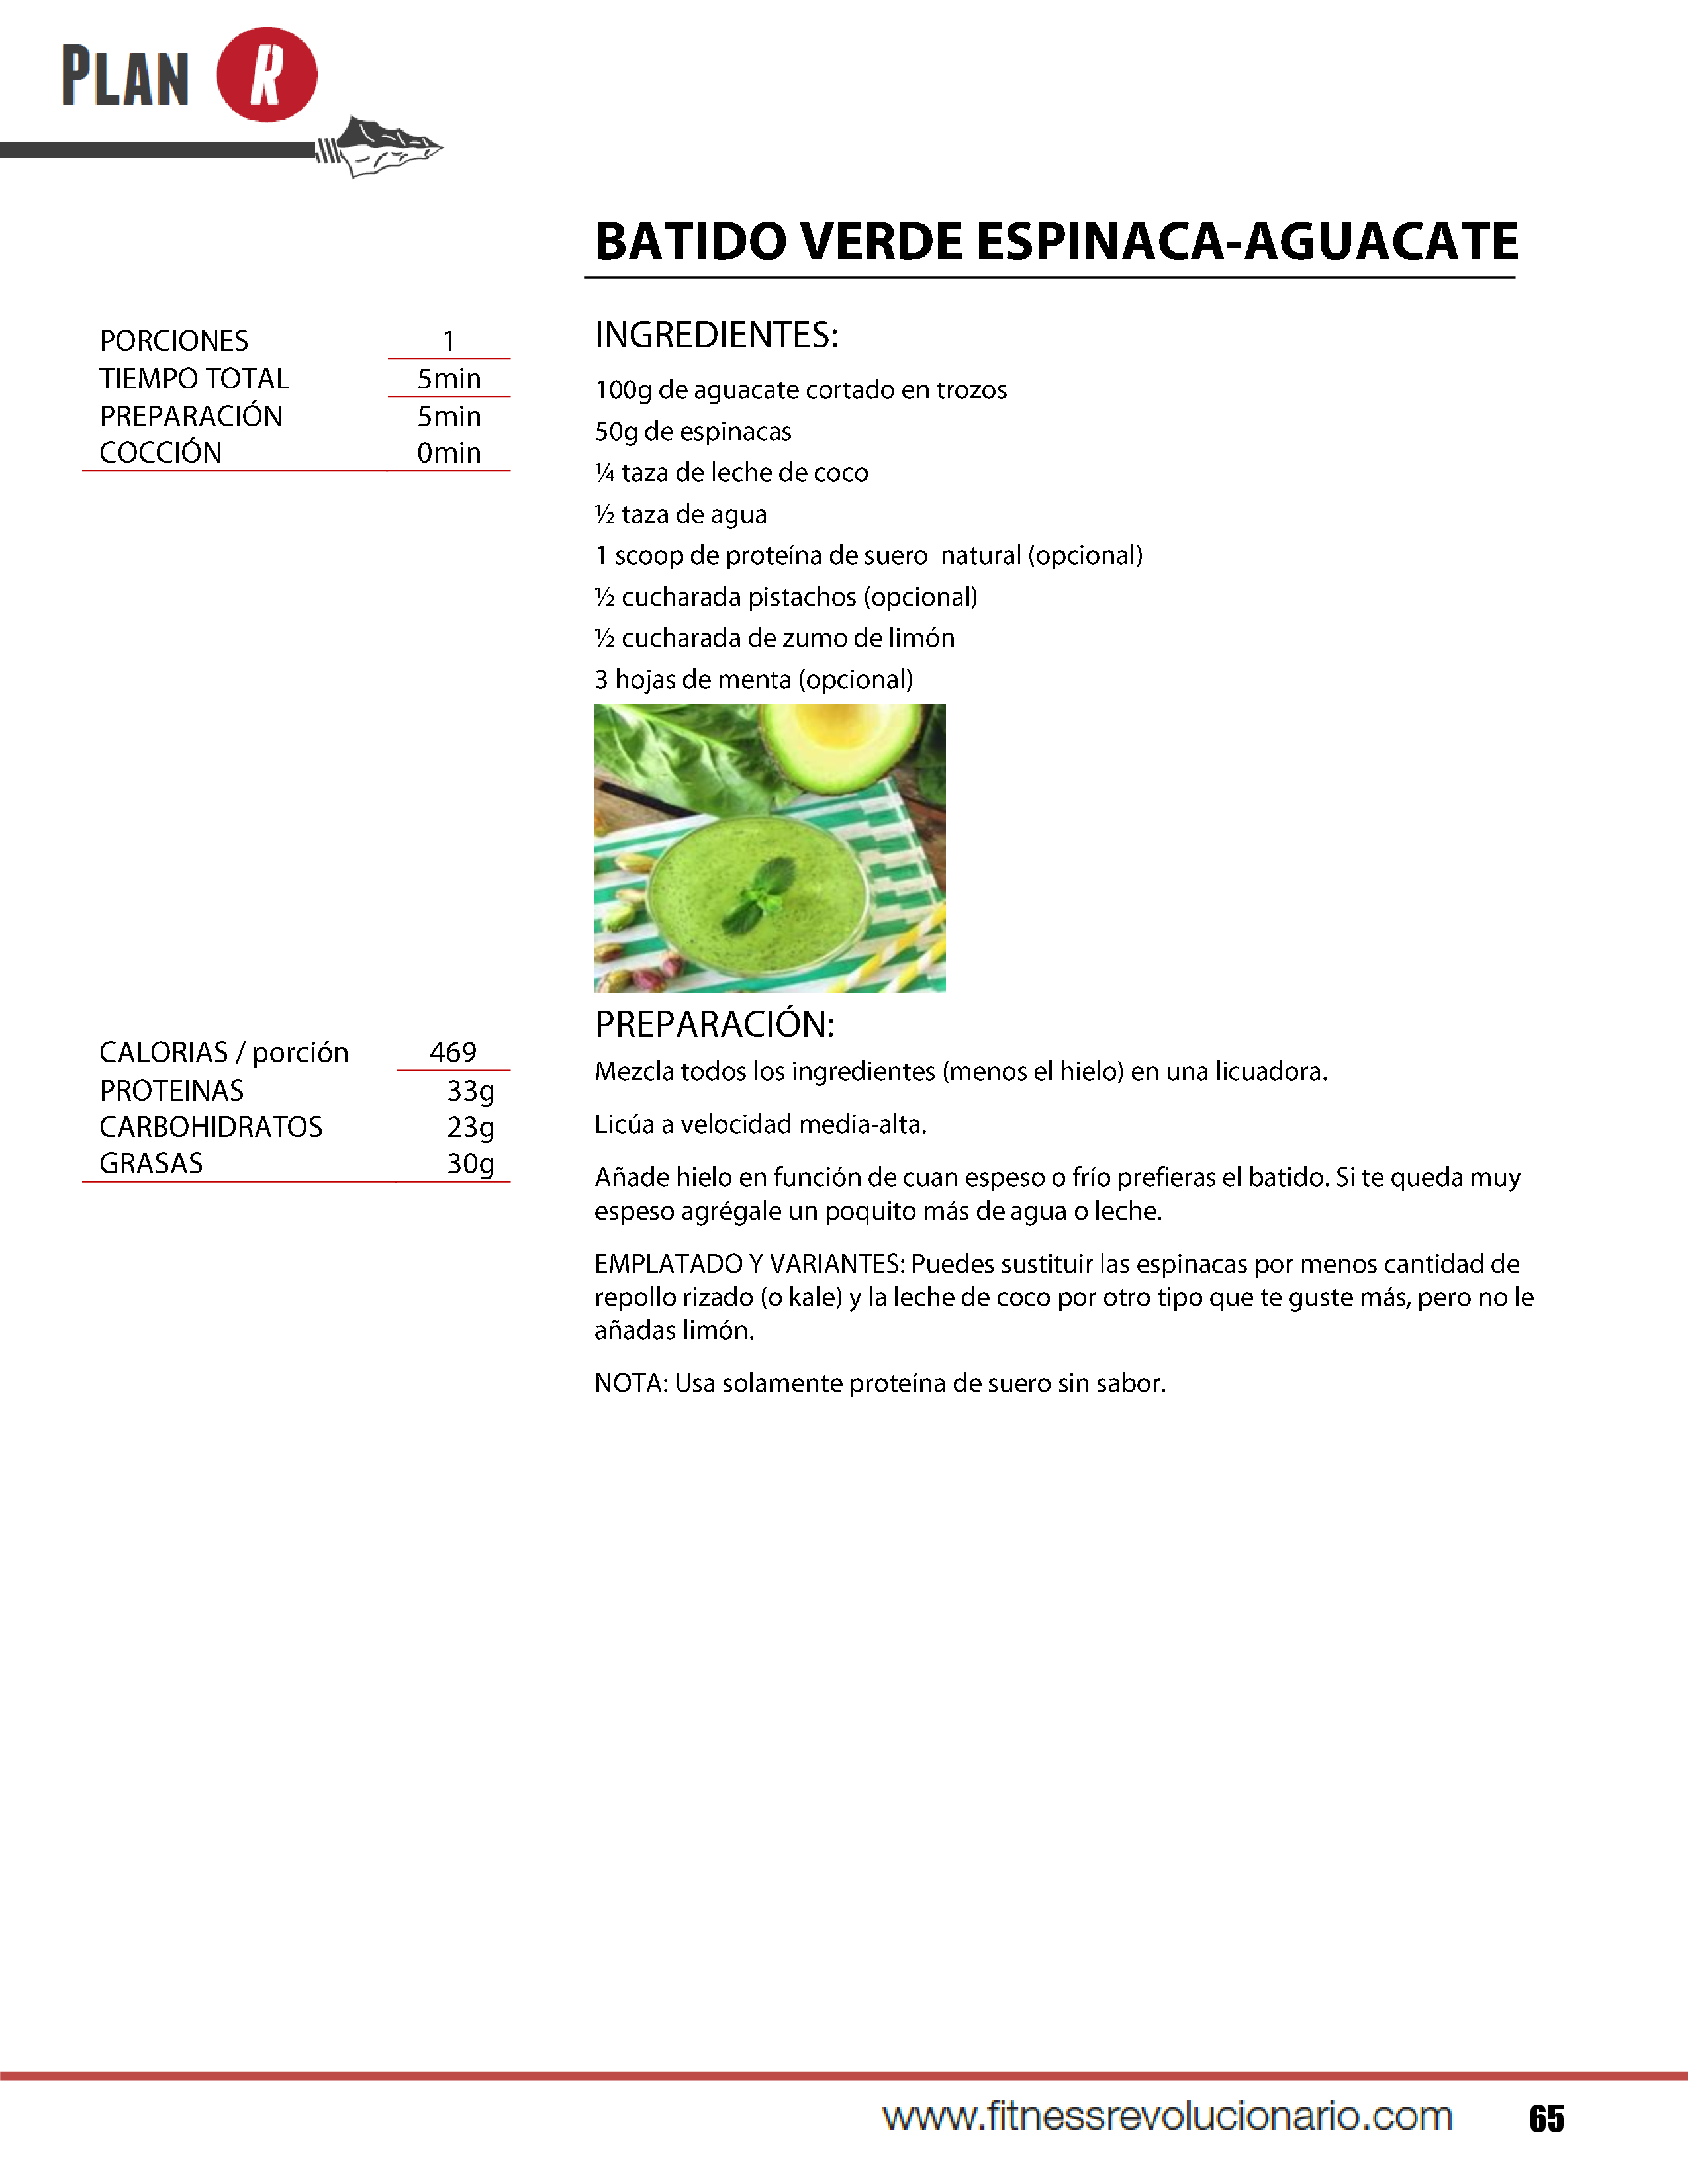 PLAN R
BATIDO VERDE ESPINACA-AGUACATE
PORCIONES 1
TIEMPO TOTAL 5min
PREPARACIÓN 5min
COCCIÓN 0min
INGREDIENTES:
100g de aguacate cortado en trozos
50g de espinacas
¼ taza de leche de coco
½ taza de agua
1 scoop de proteína de suero  natural (opcional)
½ cucharada pistachos (opcional)
½ cucharada de zumo de limón
3 hojas de menta (opcional)
CALORIAS / porción 469
PROTEINAS 33g
CARBOHIDRATOS 23g
GRASAS 30g
PREPARACIÓN:
Mezcla todos los ingredientes (menos el hielo) en una licuadora.
Licúa a velocidad media-alta.
Añade hielo en función de cuan espeso o frío prefieras el batido. Si te queda muy
espeso agrégale un poquito más de agua o leche.
EMPLATADO Y VARIANTES: Puedes sustituir las espinacas por menos cantidad de
repollo rizado (o kale) y la leche de coco por otro tipo que te guste más, pero no le
añadas limón.
NOTA: Usa solamente proteína de suero sin sabor.
www.fitnessrevolucionario.com 65